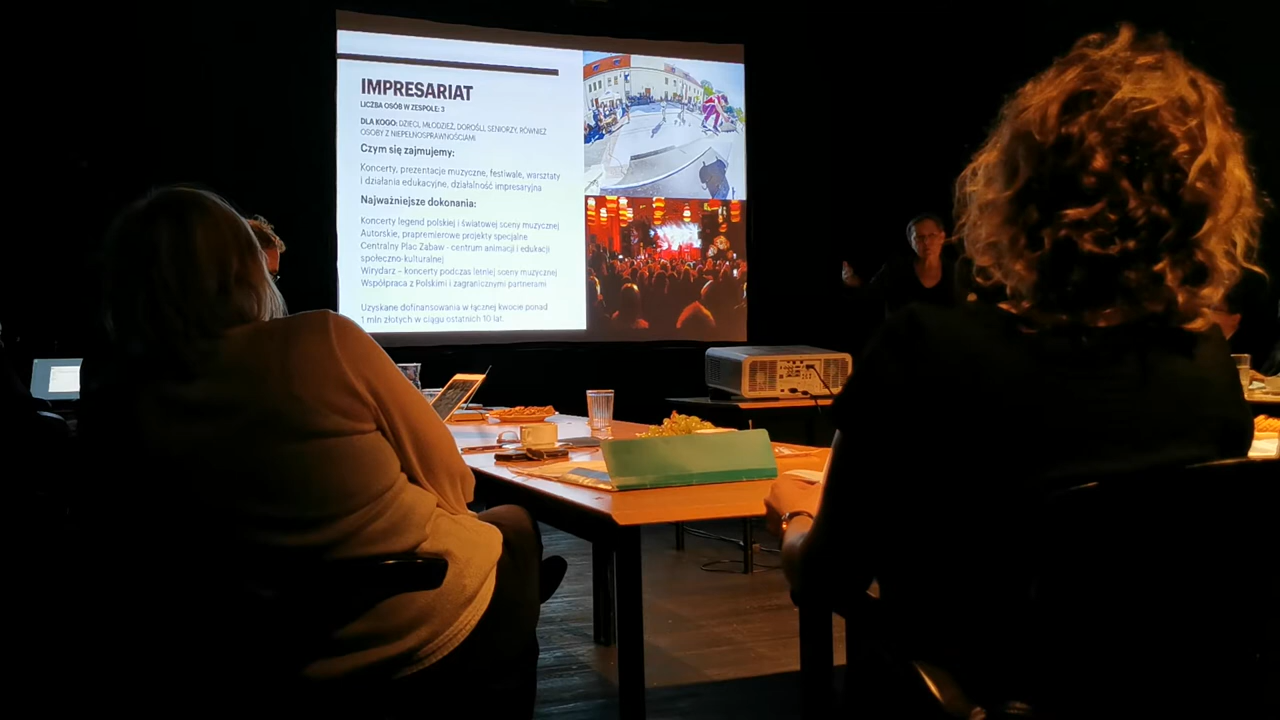 IMPRESARIAT
LICZBA OSÓB W ZESPOLE: 3
DLA KOGO: DZIECI, MŁODZIEŻ, DOROŚLI, SENIORZY, RÓWNIEŻ
OSOBY Z NIEPEŁNOSPRAWNOŚCIAMI
Czym się zajmujemy:
Koncerty, prezentacje muzyczne, festiwale, warsztaty
i działania edukacyjne, działalność impresaryjna
Najważniejsze dokonania:
Koncerty legend polskiej i światowej sceny muzycznej
Autorskie, prapremierowe projekty specjalne
Centralny Plac Zabaw - centrum animacji i edukacji
społeczno-kulturalnej
Wirydarz – koncerty podczas letniej sceny muzycznej
Współpraca z Polskimi i zagranicznymi partnerami
Uzyskane dofinansowania w łącznej kwocie ponad
1 mln złotych w ciągu ostatnich 10 lat.